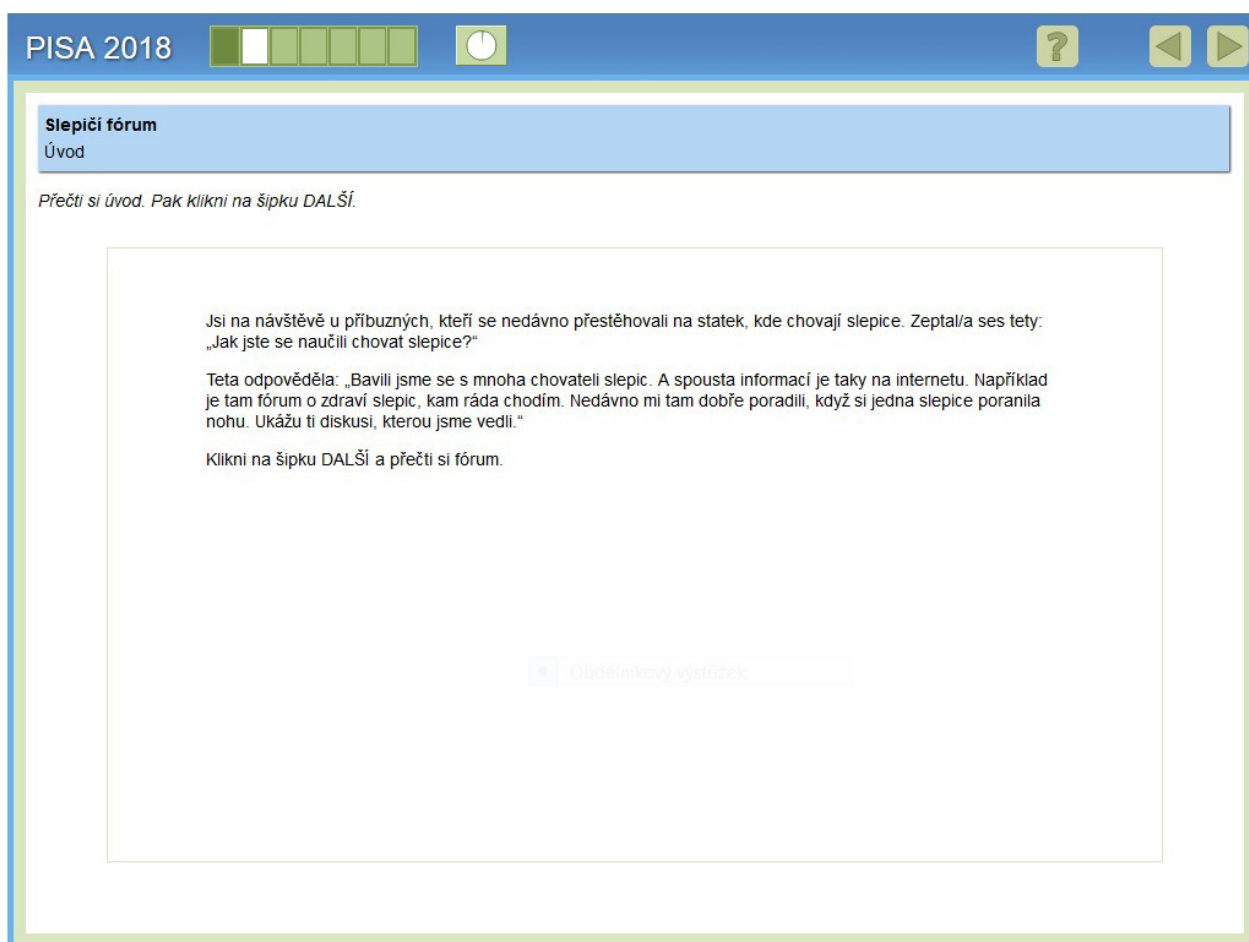 PISA 2018
?
Slepičí fórum
Úvod
Přečti si úvod. Pak klikni na šipku DALŠÍ.
Jsi na návštěvě u příbuzných, kteří se nedávno přestěhovali na statek, kde chovají slepice. Zeptal/a ses tety:
„Jak jste se naučili chovat slepice?“
Teta odpověděla: „Bavili jsme se s mnoha chovateli slepic. A spousta informací je taky na internetu. Například
je tam fórum o zdraví slepic, kam ráda chodím. Nedávno mi tam dobře poradili, když si jedna slepice poranila
nohu. Ukážu ti diskusi, kterou jsme vedli.“
Klikni na šipku DALŠÍ a přečti si fórum.
Obdélníkový výstřižek